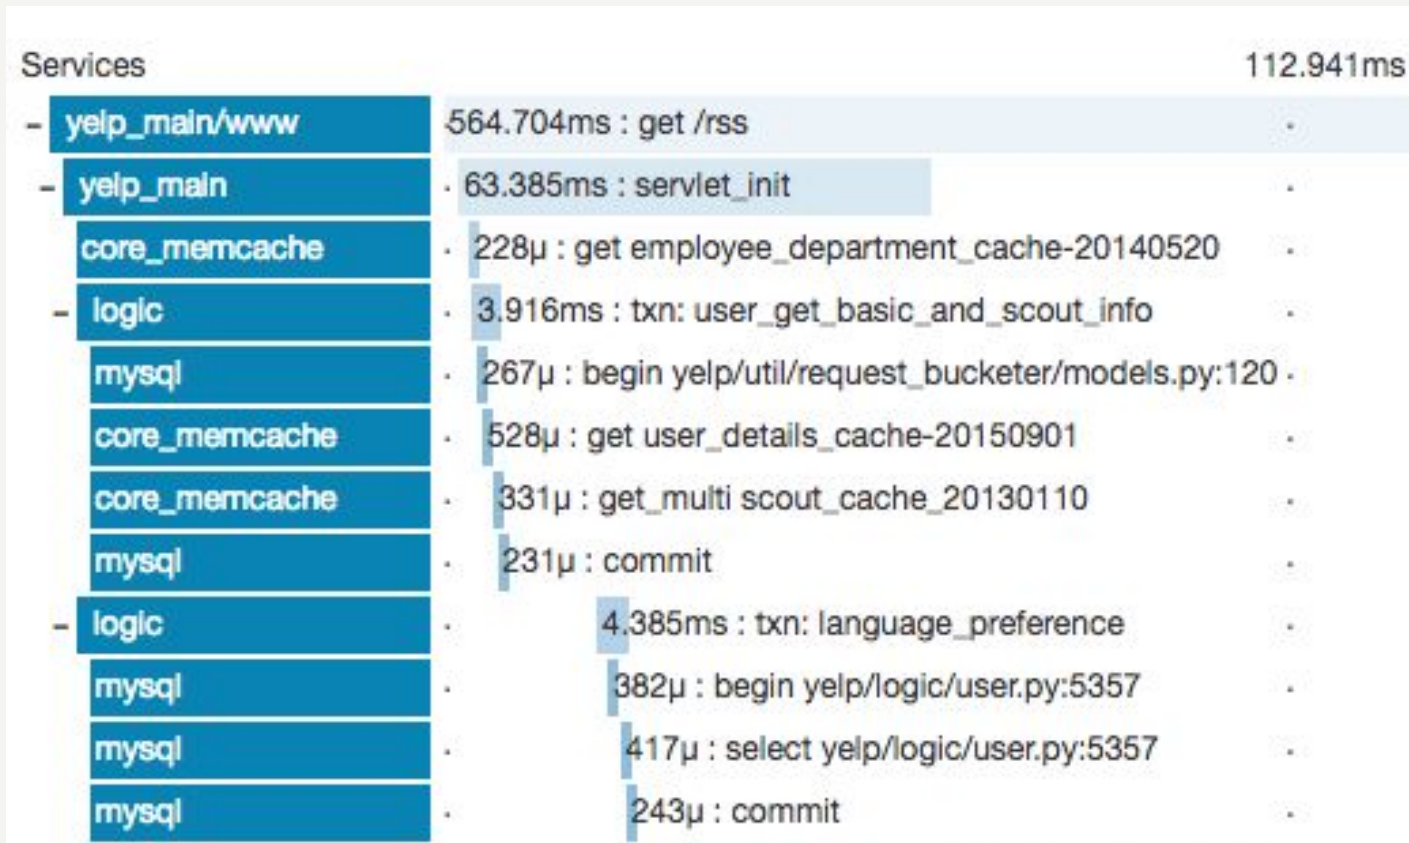 Services 112.941ms
- yelp_main/www 564.704ms : get /rss
- yelp_main 63.385ms : servlet_init
core_memcache 228μ : get employee_department_cache-20140520
- logic 3.916ms : txn: user_get_basic_and_scout_info
mysql 267μ : begin yelp/util/request_bucketer/models.py:120
core_memcache 528μ : get user_details_cache-20150901
core_memcache 331μ : get_multi scout_cache_20130110
mysql 231μ : commit
- logic 4.385ms : txn: language_preference
mysql 382μ : begin yelp/logic/user.py:5357
mysql 417μ : select yelp/logic/user.py:5357
mysql 243μ : commit